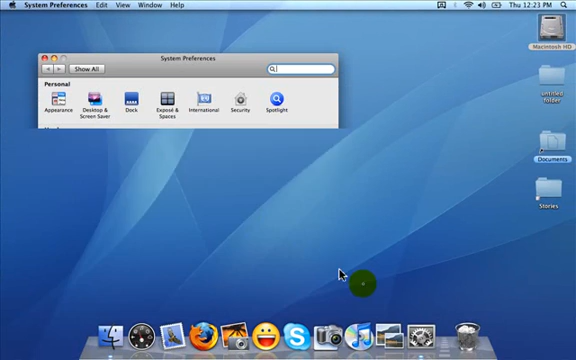 System Preferences Edit View Window Help Thu 12:23 PM
System Preferences
Show All
Personal
Appearance Desktop & Screen Saver Dock Exposé & Spaces International Security Spotlight
Macintosh HD
untitled folder
Documents
Stories